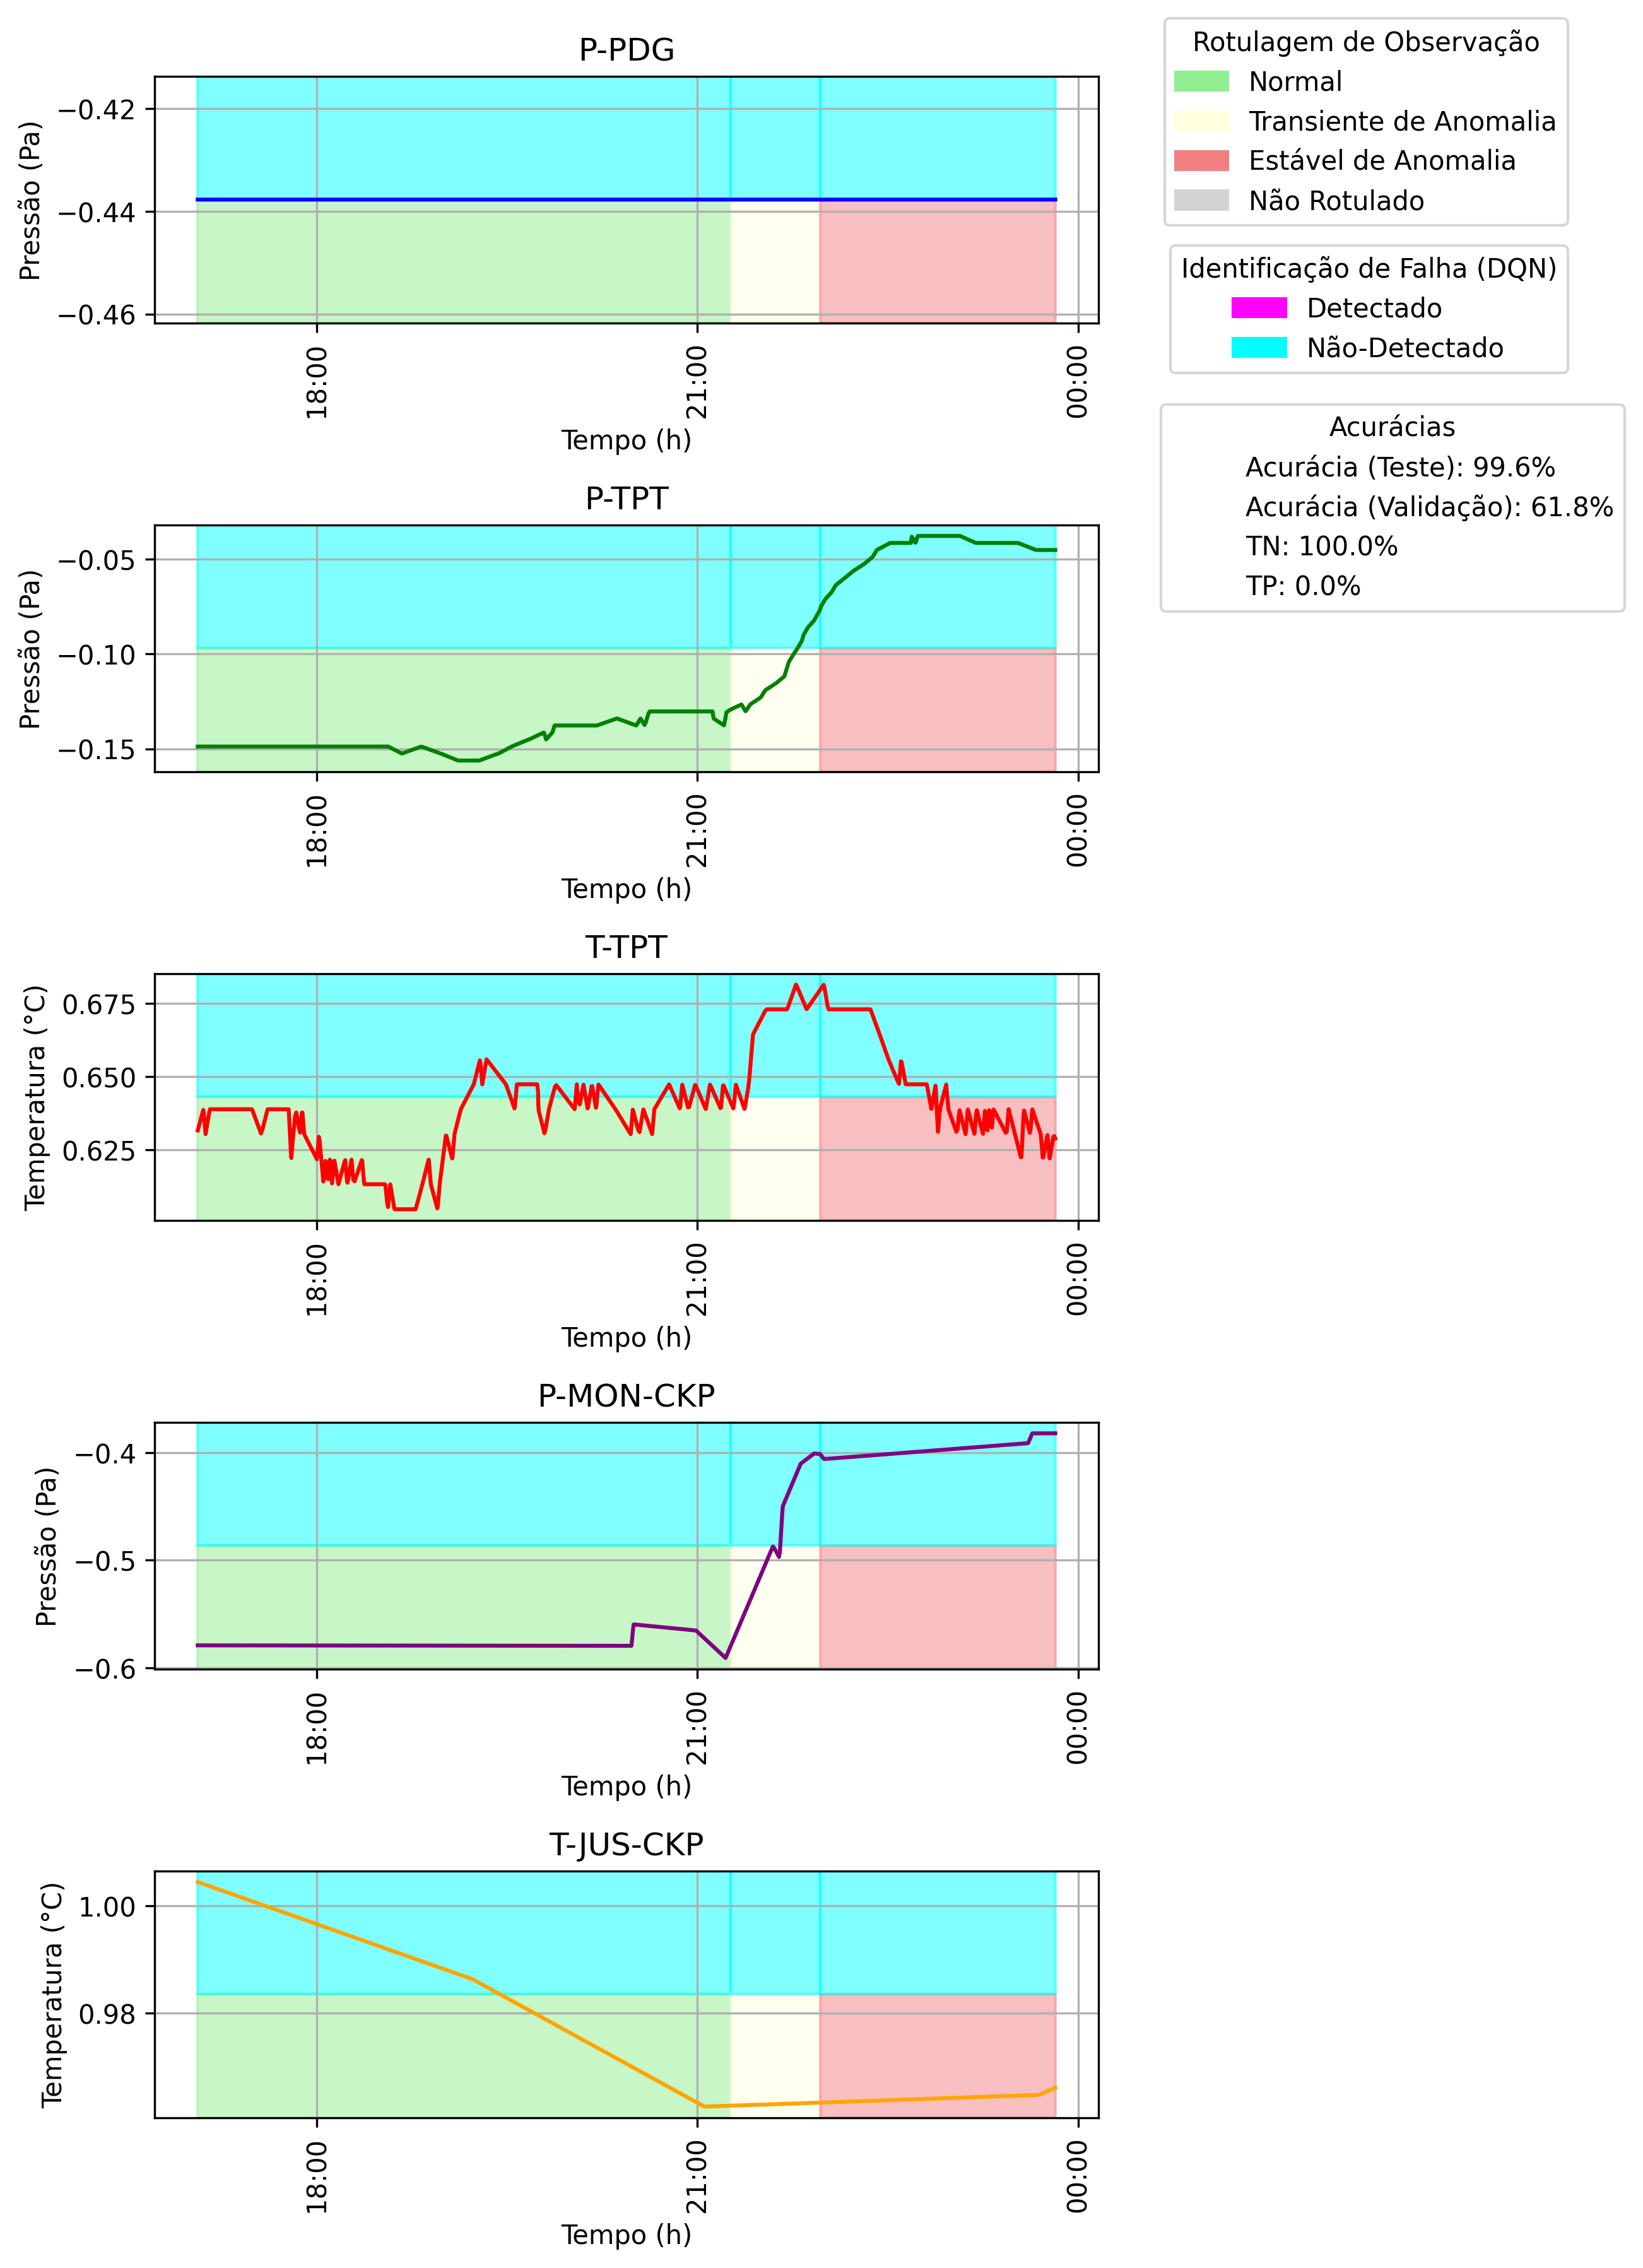 P-PDG
Pressão (Pa)
−0.42
−0.44
−0.46
18:00
21:00
00:00
Tempo (h)
P-TPT
Pressão (Pa)
−0.05
−0.10
−0.15
18:00
21:00
00:00
Tempo (h)
T-TPT
Temperatura (°C)
0.675
0.650
0.625
18:00
21:00
00:00
Tempo (h)
P-MON-CKP
Pressão (Pa)
−0.4
−0.5
−0.6
18:00
21:00
00:00
Tempo (h)
T-JUS-CKP
Temperatura (°C)
1.00
0.98
18:00
21:00
00:00
Tempo (h)
Rotulagem de Observação
Normal
Transiente de Anomalia
Estável de Anomalia
Não Rotulado
Identificação de Falha (DQN)
Detectado
Não-Detectado
Acurácias
Acurácia (Teste): 99.6%
Acurácia (Validação): 61.8%
TN: 100.0%
TP: 0.0%